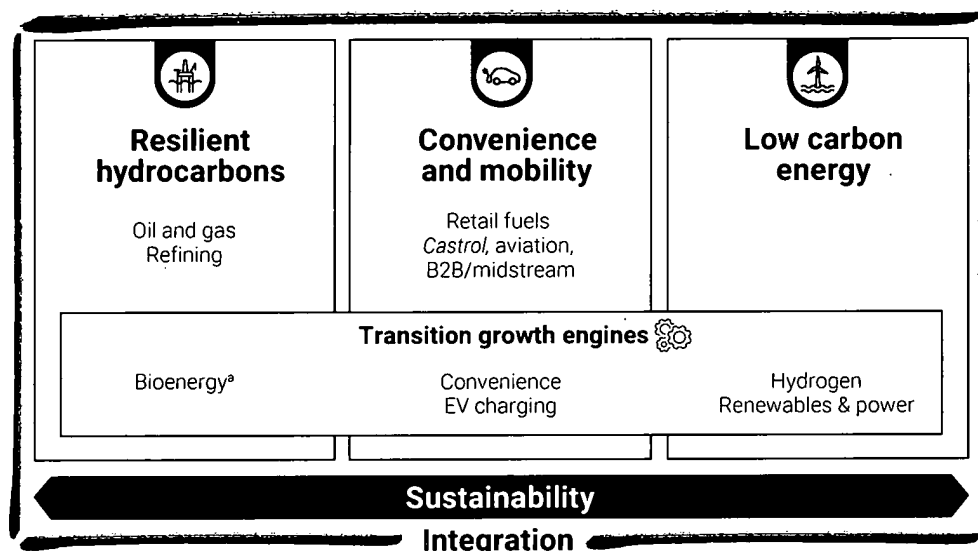 Resilient
hydrocarbons
Oil and gas
Refining
Convenience
and mobility
Retail fuels
Castrol, aviation,
B2B/midstream
Low carbon
energy
Transition growth engines
Bioenergyª
Convenience
EV charging
Hydrogen
Renewables & power
Sustainability
Integration